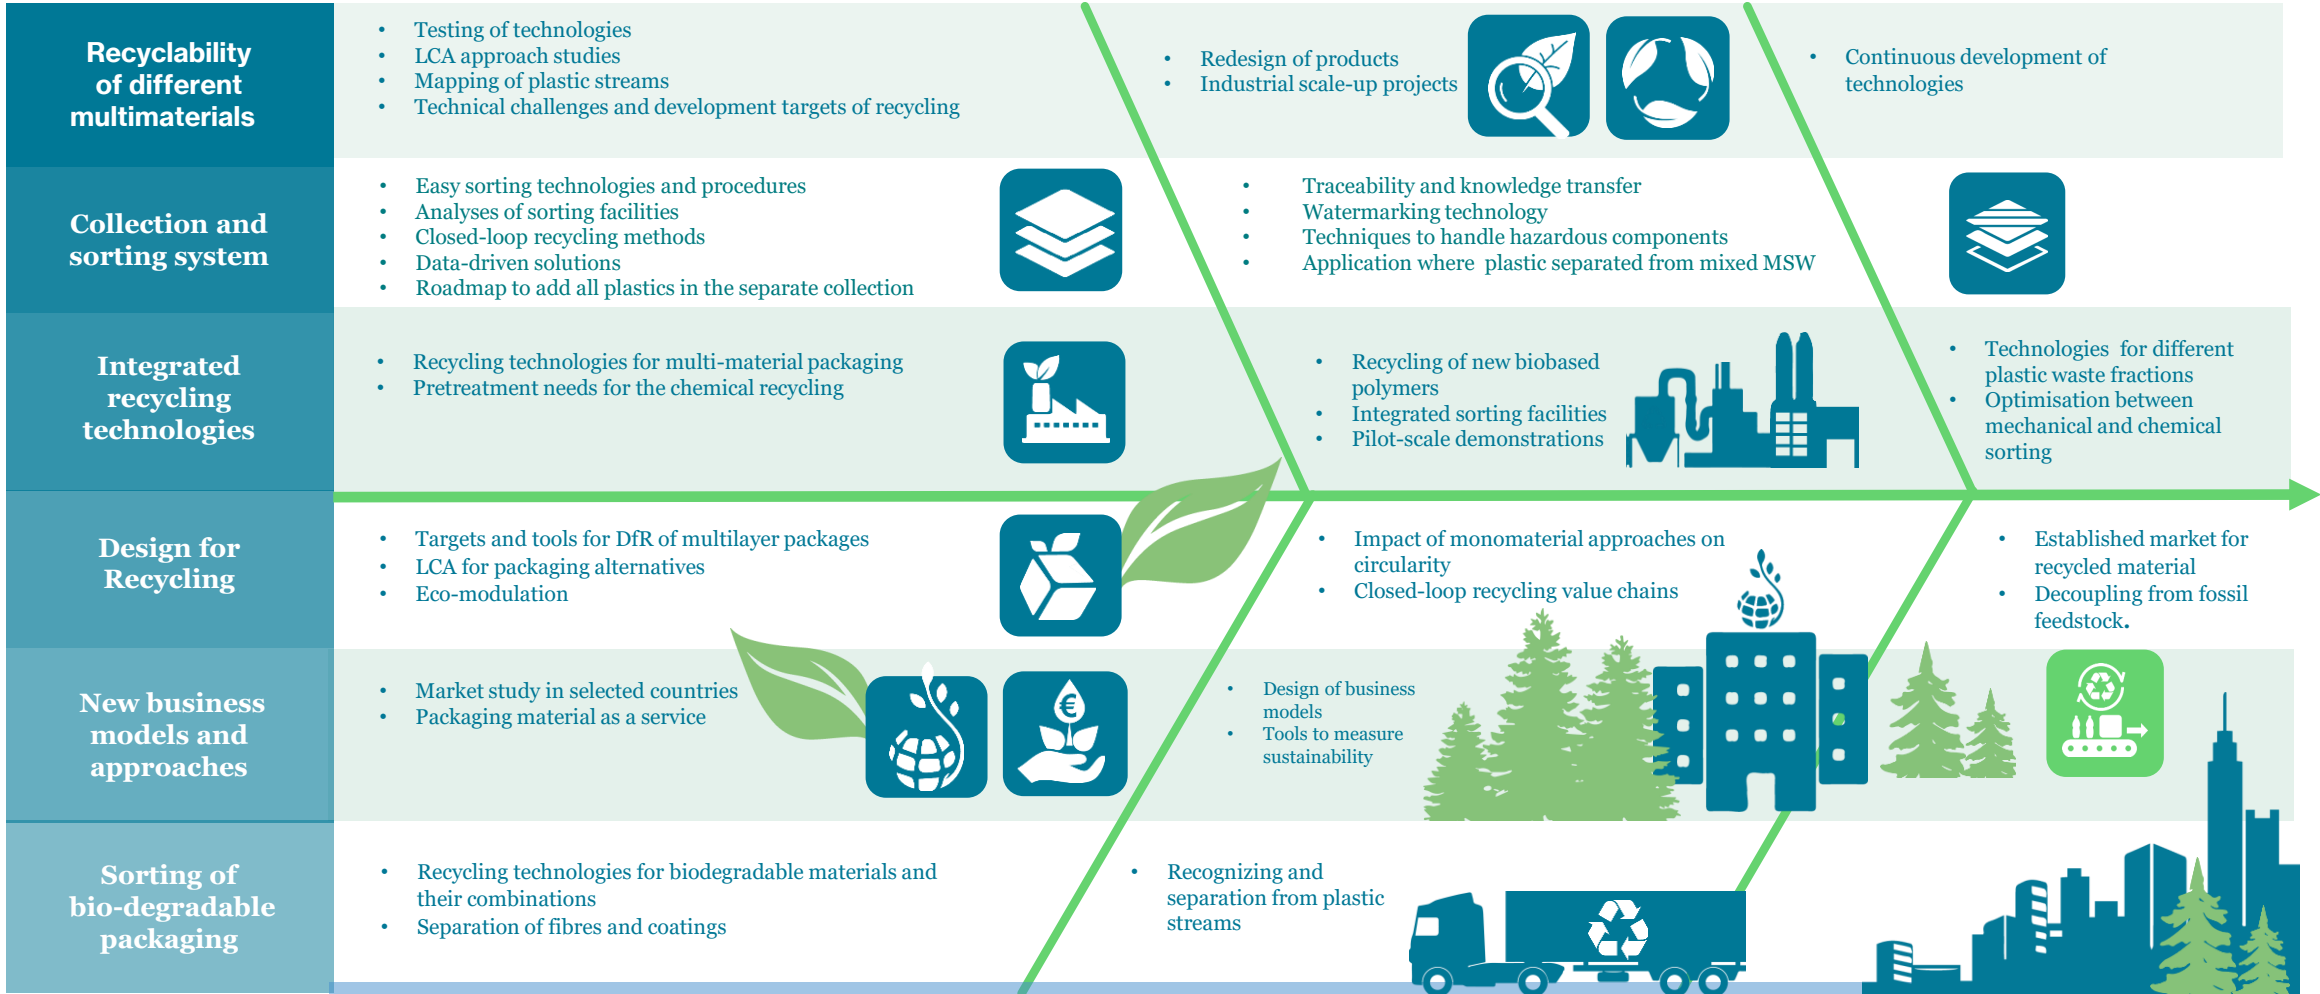 Recyclability
of different
multimaterials
• Testing of technologies
• LCA approach studies
• Mapping of plastic streams
• Technical challenges and development targets of recycling
• Redesign of products
• Industrial scale-up projects
• Continuous development of
technologies
Collection and
sorting system
• Easy sorting technologies and procedures
• Analyses of sorting facilities
• Closed-loop recycling methods
• Data-driven solutions
• Roadmap to add all plastics in the separate collection
• Traceability and knowledge transfer
• Watermarking technology
• Techniques to handle hazardous components
• Application where plastic separated from mixed MSW
Integrated
recycling
technologies
• Recycling technologies for multi-material packaging
• Pretreatment needs for the chemical recycling
• Recycling of new biobased
polymers
• Integrated sorting facilities
• Pilot-scale demonstrations
• Technologies for different
plastic waste fractions
• Optimisation between
mechanical and chemical
sorting
Design for
Recycling
• Targets and tools for DfR of multilayer packages
• LCA for packaging alternatives
• Eco-modulation
• Impact of monomaterial approaches on
circularity
• Closed-loop recycling value chains
• Established market for
recycled material
• Decoupling from fossil
feedstock.
New business
models and
approaches
• Market study in selected countries
• Packaging material as a service
€
• Design of business
models
• Tools to measure
sustainability
Sorting of
bio-degradable
packaging
• Recycling technologies for biodegradable materials and
their combinations
• Separation of fibres and coatings
• Recognizing and
separation from plastic
streams